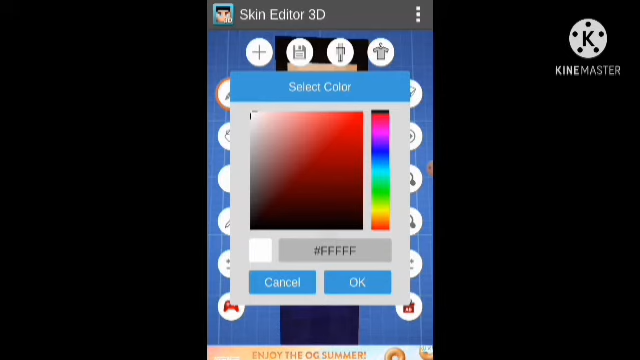 Skin Editor 3D
KINEMASTER
Select Color
#FFFFF
Cancel
OK
ENJOY THE OG SUMMER!